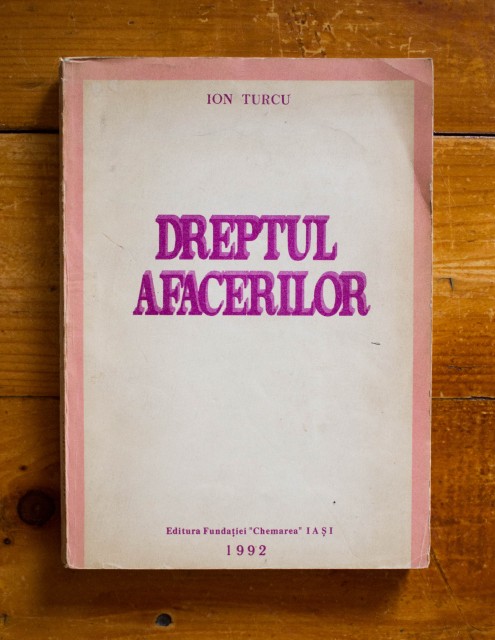 ION TURCU
DREPTUL
AFACERILOR
Editura Fundației "Chemarea" IAȘI
1992